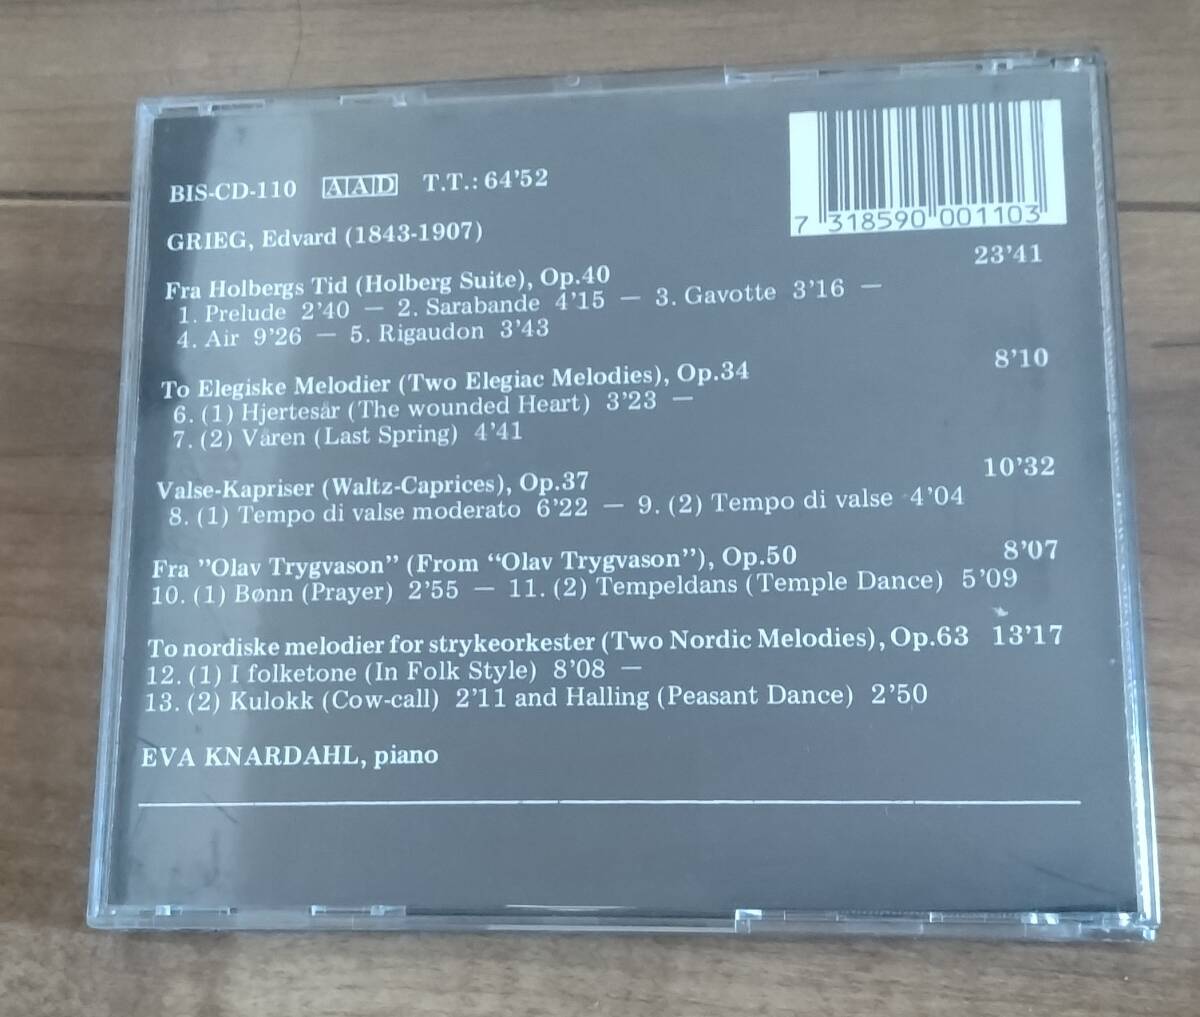 BIS-CD-110 AAD T.T.: 64'52
7 318590 001103
GRIEG, Edvard (1843-1907)
Fra Holbergs Tid (Holberg Suite), Op.40 23'41
1. Prelude 2'40 — 2. Sarabande 4'15 — 3. Gavotte 3'16 —
4. Air 9'26 — 5. Rigaudon 3'43
To Elegiske Melodier (Two Elegiac Melodies), Op.34 8'10
6. (1) Hjertesår (The wounded Heart) 3'23 —
7. (2) Våren (Last Spring) 4'41
Valse-Kapriser (Waltz-Caprices), Op.37 10'32
8. (1) Tempo di valse moderato 6'22 — 9. (2) Tempo di valse 4'04
Fra ”Olav Trygvason” (From “Olav Trygvason”), Op.50 8'07
10. (1) Bønn (Prayer) 2'55 — 11. (2) Tempeldans (Temple Dance) 5'09
To nordiske melodier for strykeorkester (Two Nordic Melodies), Op.63 13'17
12. (1) I folketone (In Folk Style) 8'08 —
13. (2) Kulokk (Cow-call) 2'11 and Halling (Peasant Dance) 2'50
EVA KNARDAHL, piano